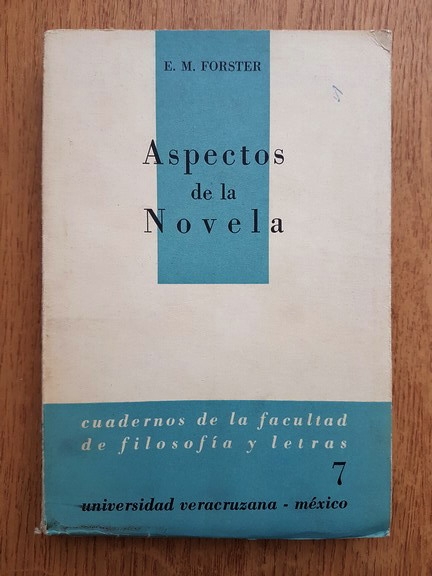 E. M. FORSTER
Aspectos
de la
Novela
cuadernos de la facultad
de filosofía y letras
7
universidad veracruzana - méxico